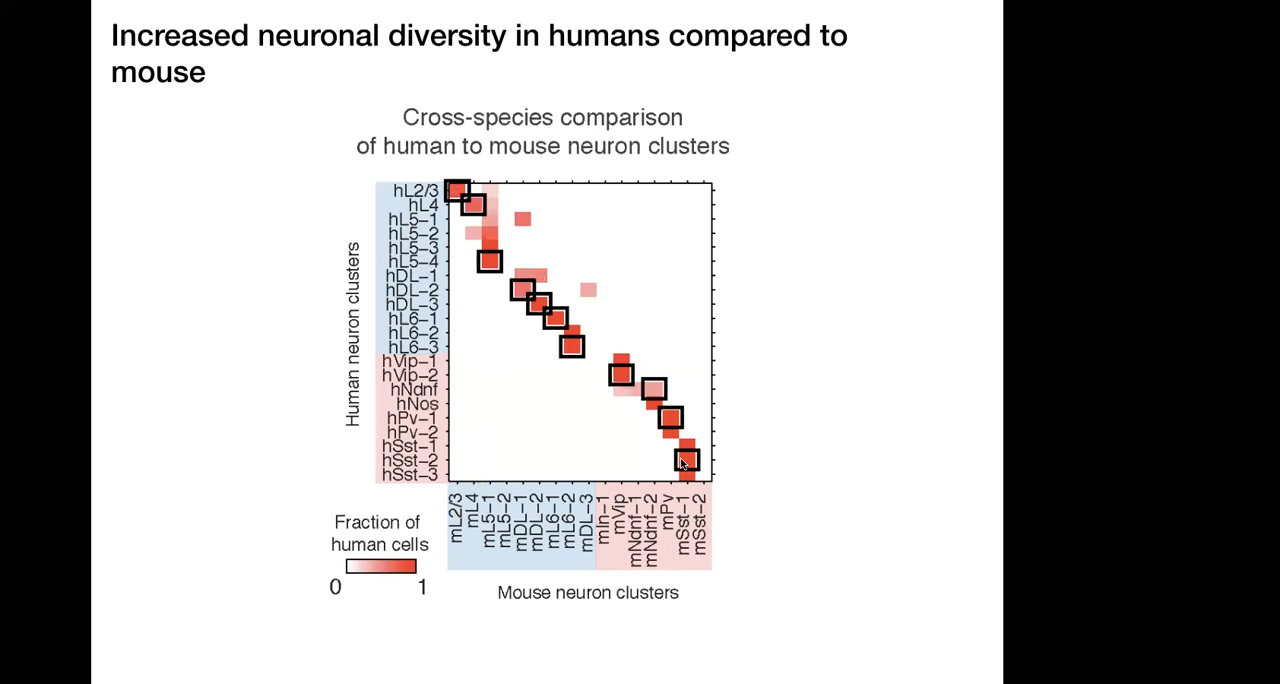 Increased neuronal diversity in humans compared to
mouse
Cross-species comparison
of human to mouse neuron clusters
Human neuron clusters
hL2/3
hL4
hL5-1
hL5-2
hL5-3
hL5-4
hDL-1
hDL-2
hDL-3
hL6-1
hL6-2
hL6-3
hVip-1
hVip-2
hNdnf
hNos
hPv-1
hPv-2
hSst-1
hSst-2
hSst-3
mL2/3
mL4
mL5-1
mL5-2
mDL-1
mDL-2
mL6-1
mL6-2
mDL-3
mIn-1
mVip
mNdnf-1
mNdnf-2
mPv
mSst-1
mSst-2
Mouse neuron clusters
Fraction of
human cells
0 1